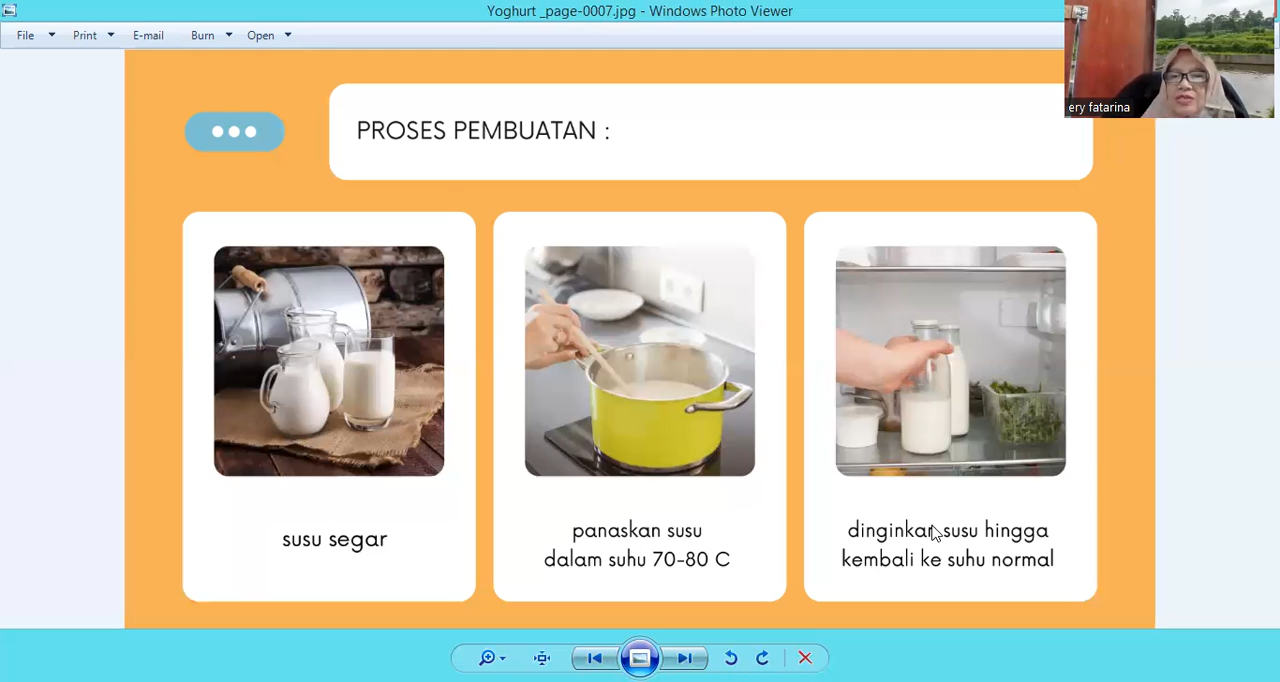 Yoghurt _page-0007.jpg - Windows Photo Viewer
File Print E-mail Burn Open
ery fatarina
PROSES PEMBUATAN :
susu segar
panaskan susu
dalam suhu 70-80 C
dinginkan susu hingga
kembali ke suhu normal